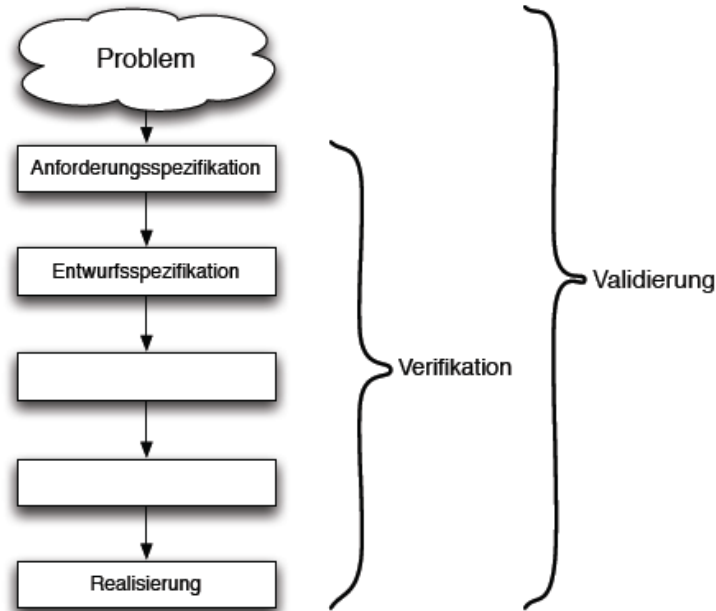 Problem
Anforderungsspezifikation
Entwurfsspezifikation
Validierung
Verifikation
Realisierung